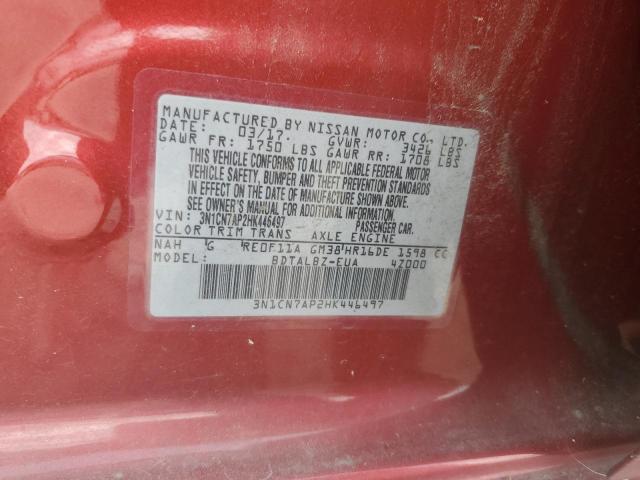 MANUFACTURED BY NISSAN MOTOR CO., LTD.
DATE: 03/17. GVWR: 3426 LBS
GAWR FR: 1750 LBS GAWR RR: 1708 LBS
THIS VEHICLE CONFORMS TO ALL APPLICABLE FEDERAL MOTOR
VEHICLE SAFETY, BUMPER AND THEFT PREVENTION STANDARDS
IN EFFECT ON THE DATE OF MANUFACTURE SHOWN ABOVE.
SEE OWNER'S MANUAL FOR ADDITIONAL INFORMATION.
VIN: 3N1CN7AP2HK446497 PASSENGER CAR.
COLOR TRIM TRANS AXLE ENGINE
NAH G RE0F11A GM38 HR16DE 1598 CC
MODEL: BDTALBZ-EUA 4Z000
3N1CN7AP2HK446497